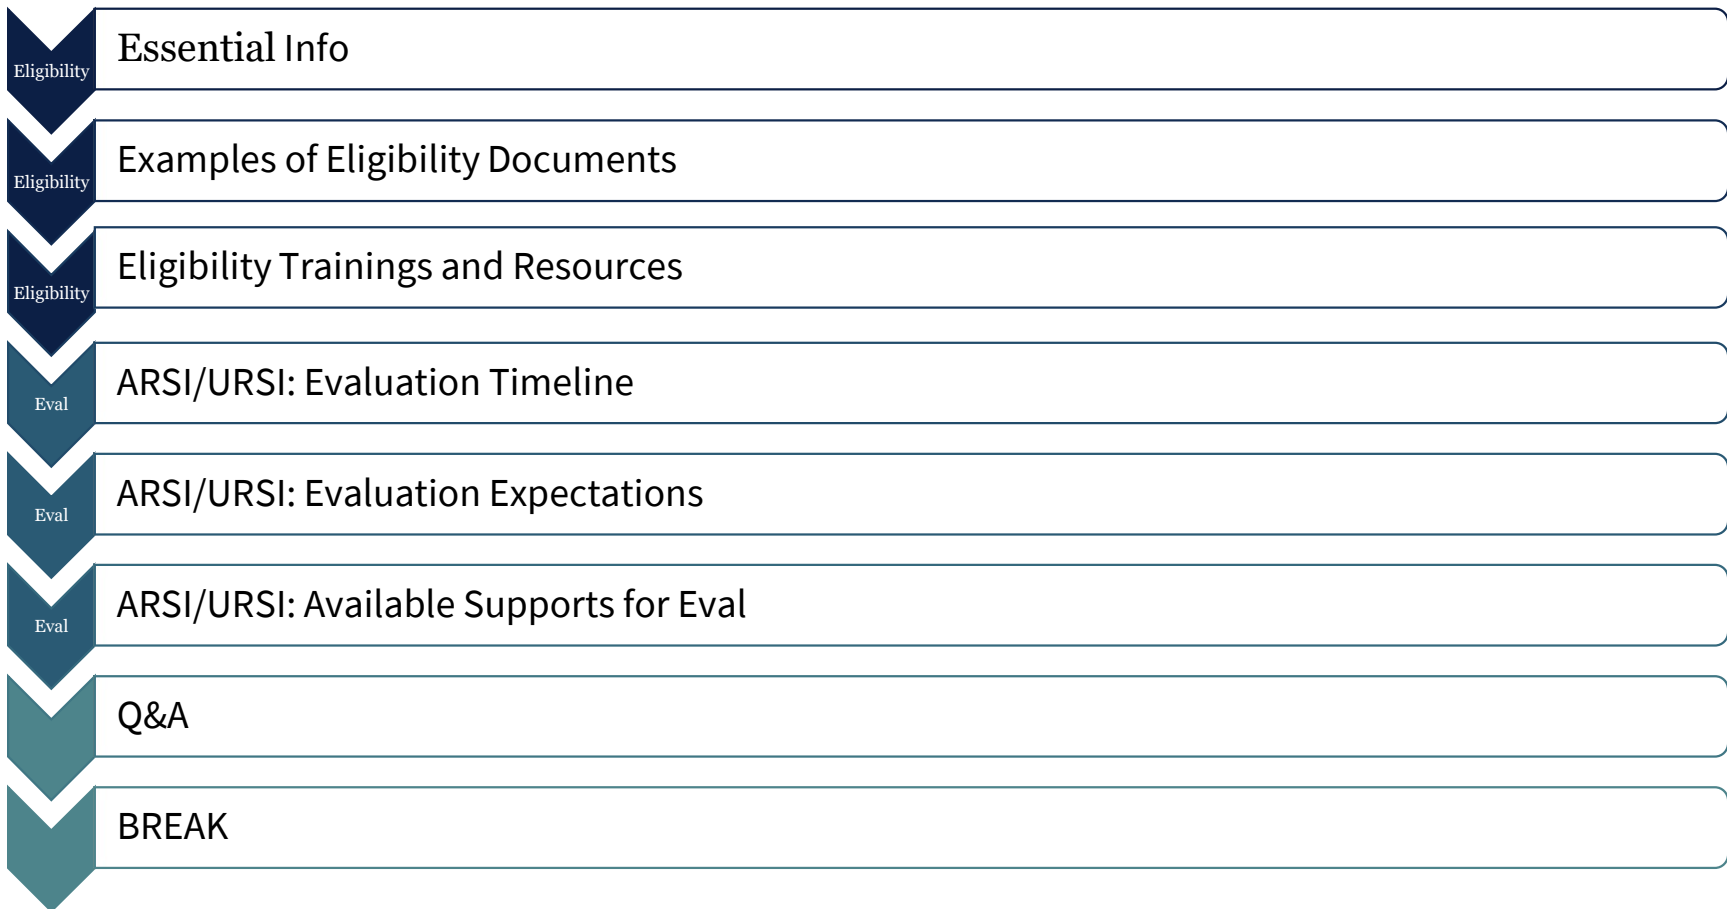 Eligibility
Essential Info
Eligibility
Examples of Eligibility Documents
Eligibility
Eligibility Trainings and Resources
Eval
ARSI/URSI: Evaluation Timeline
Eval
ARSI/URSI: Evaluation Expectations
Eval
ARSI/URSI: Available Supports for Eval
Q&A
BREAK